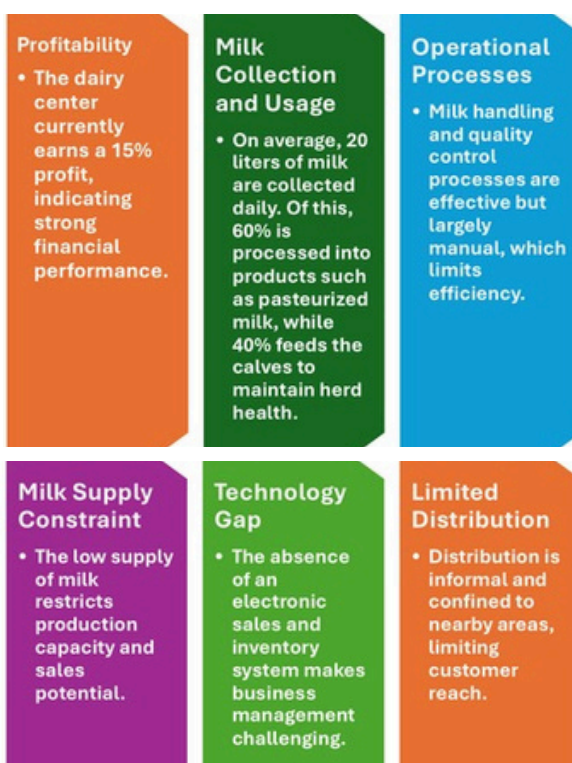 Profitability
• The dairy
center
currently
earns a 15%
profit,
indicating
strong
financial
performance.
Milk
Collection
and Usage
• On average, 20
liters of milk
are collected
daily. Of this,
60% is
processed into
products such
as pasteurized
milk, while
40% feeds the
calves to
maintain herd
health.
Operational
Processes
• Milk handling
and quality
control
processes are
effective but
largely
manual, which
limits
efficiency.
Milk Supply
Constraint
• The low supply
of milk
restricts
production
capacity and
sales
potential.
Technology
Gap
• The absence
of an
electronic
sales and
inventory
system makes
business
management
challenging.
Limited
Distribution
• Distribution is
informal and
confined to
nearby areas,
limiting
customer
reach.